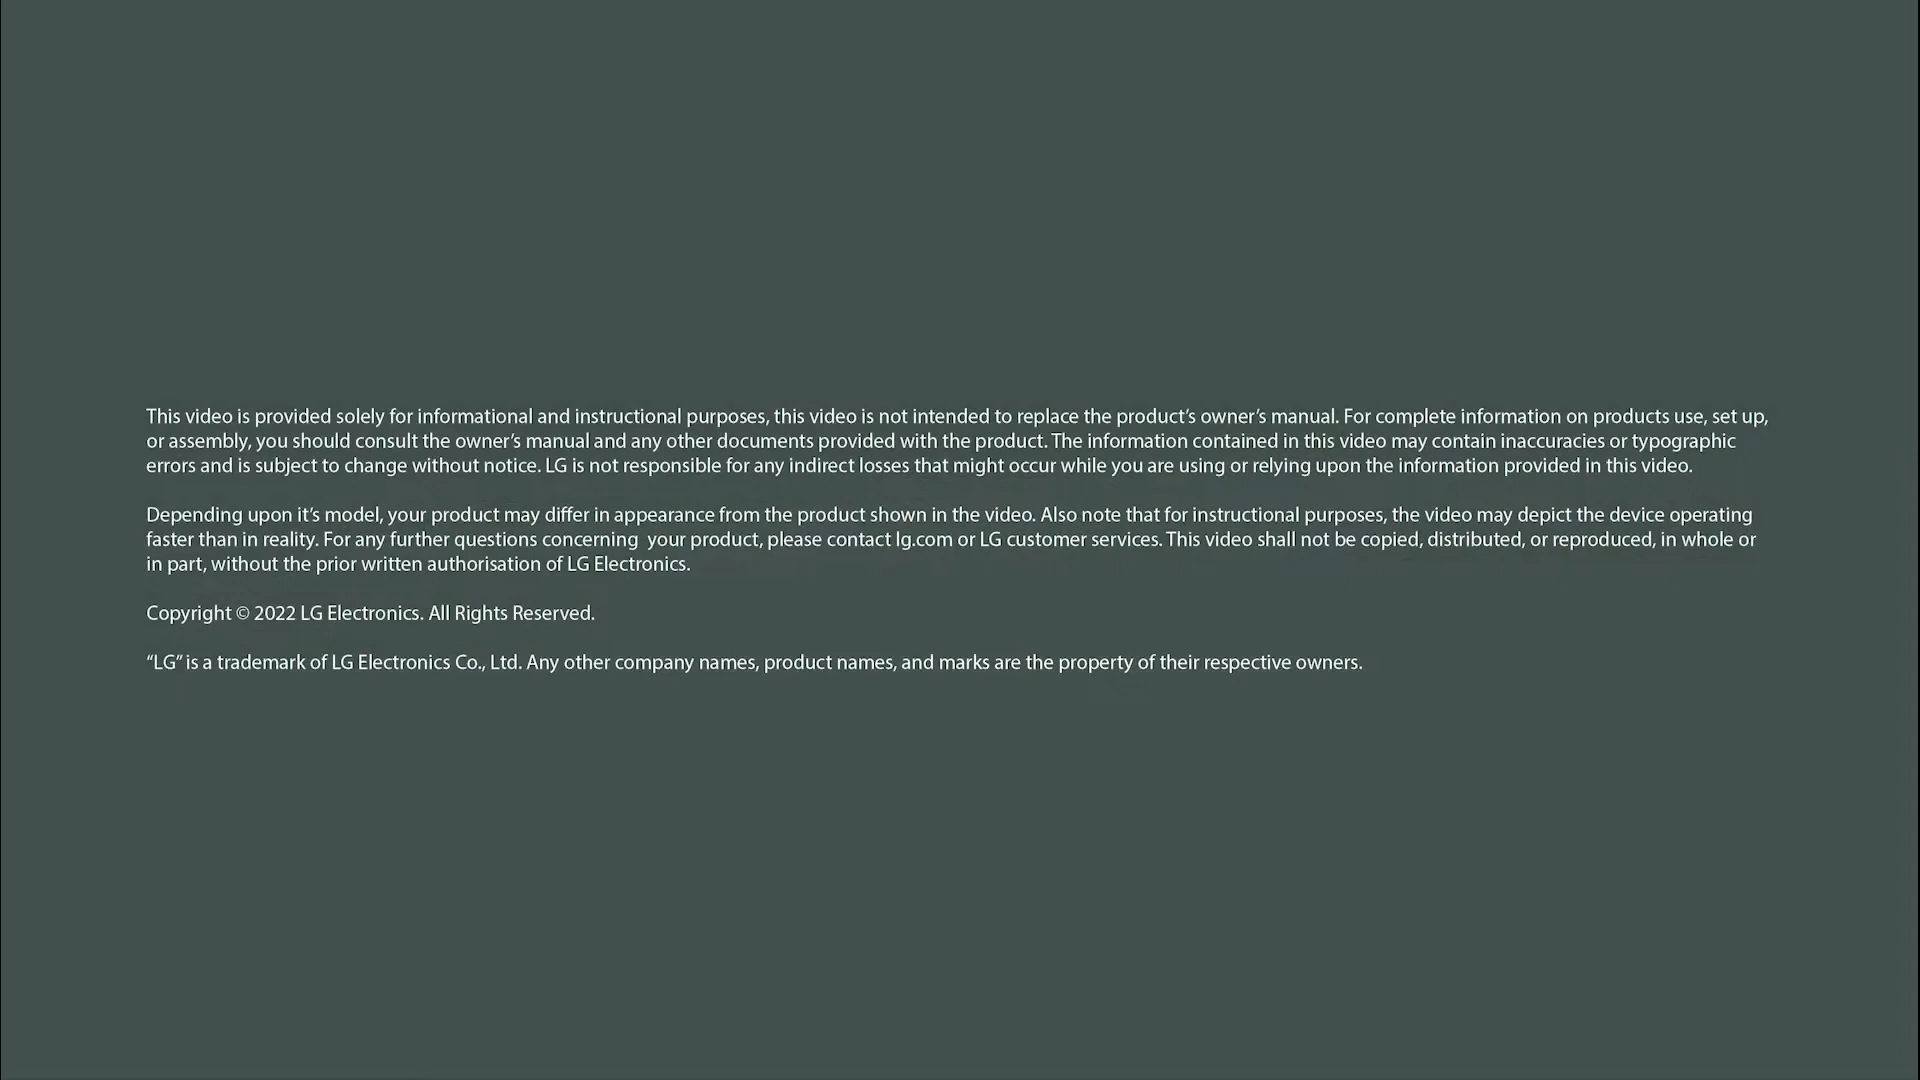 This video is provided solely for informational and instructional purposes, this video is not intended to replace the product’s owner’s manual. For complete information on products use, set up,
or assembly, you should consult the owner’s manual and any other documents provided with the product. The information contained in this video may contain inaccuracies or typographic
errors and is subject to change without notice. LG is not responsible for any indirect losses that might occur while you are using or relying upon the information provided in this video.
Depending upon it’s model, your product may differ in appearance from the product shown in the video. Also note that for instructional purposes, the video may depict the device operating
faster than in reality. For any further questions concerning  your product, please contact lg.com or LG customer services. This video shall not be copied, distributed, or reproduced, in whole or
in part, without the prior written authorisation of LG Electronics.
Copyright © 2022 LG Electronics. All Rights Reserved.
“LG” is a trademark of LG Electronics Co., Ltd. Any other company names, product names, and marks are the property of their respective owners.